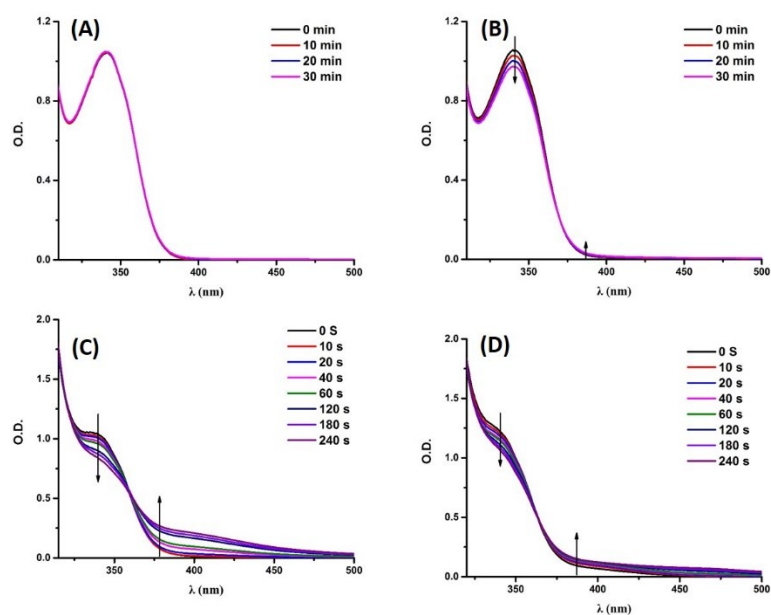 (A)
0 min
10 min
20 min
30 min
1.2
0.8
0.4
0.0
O.D.
350
400
450
500
λ (nm)
(B)
0 min
10 min
20 min
30 min
1.2
0.8
0.4
0.0
O.D.
350
400
450
500
λ (nm)
(C)
0 S
10 s
20 s
40 s
60 s
120 s
180 s
240 s
2.0
1.5
1.0
0.5
0.0
O.D.
350
400
450
500
λ (nm)
(D)
0 S
10 s
20 s
40 s
60 s
120 s
180 s
240 s
2.0
1.5
1.0
0.5
0.0
O.D.
350
400
450
500
λ (nm)